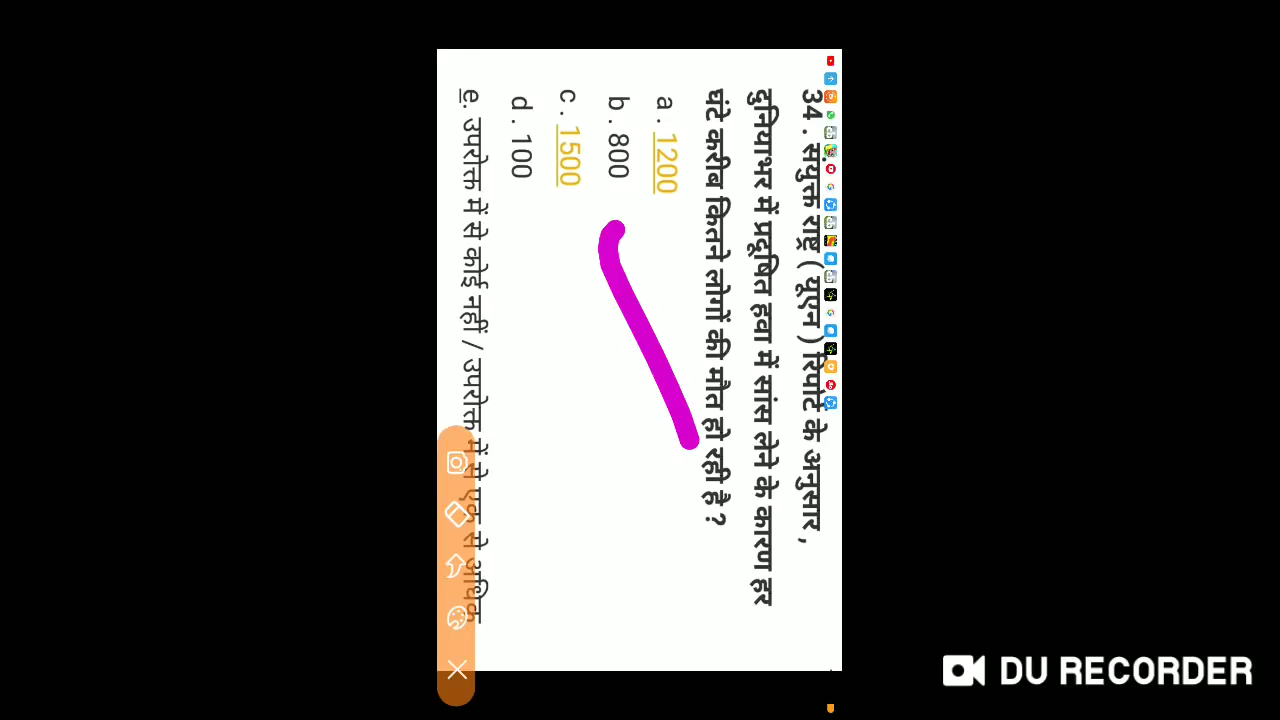 34 . संयुक्त राष्ट्र ( यूएन ) रिपोर्ट के अनुसार ,
दुनियाभर में प्रदूषित हवा में सांस लेने के कारण हर
घंटे करीब कितने लोगों की मौत हो रही है ?
a . 1200
b . 800
c . 1500
d . 100
e. उपरोक्त में से कोई नहीं / उपरोक्त में से एक से अधिक
DU RECORDER